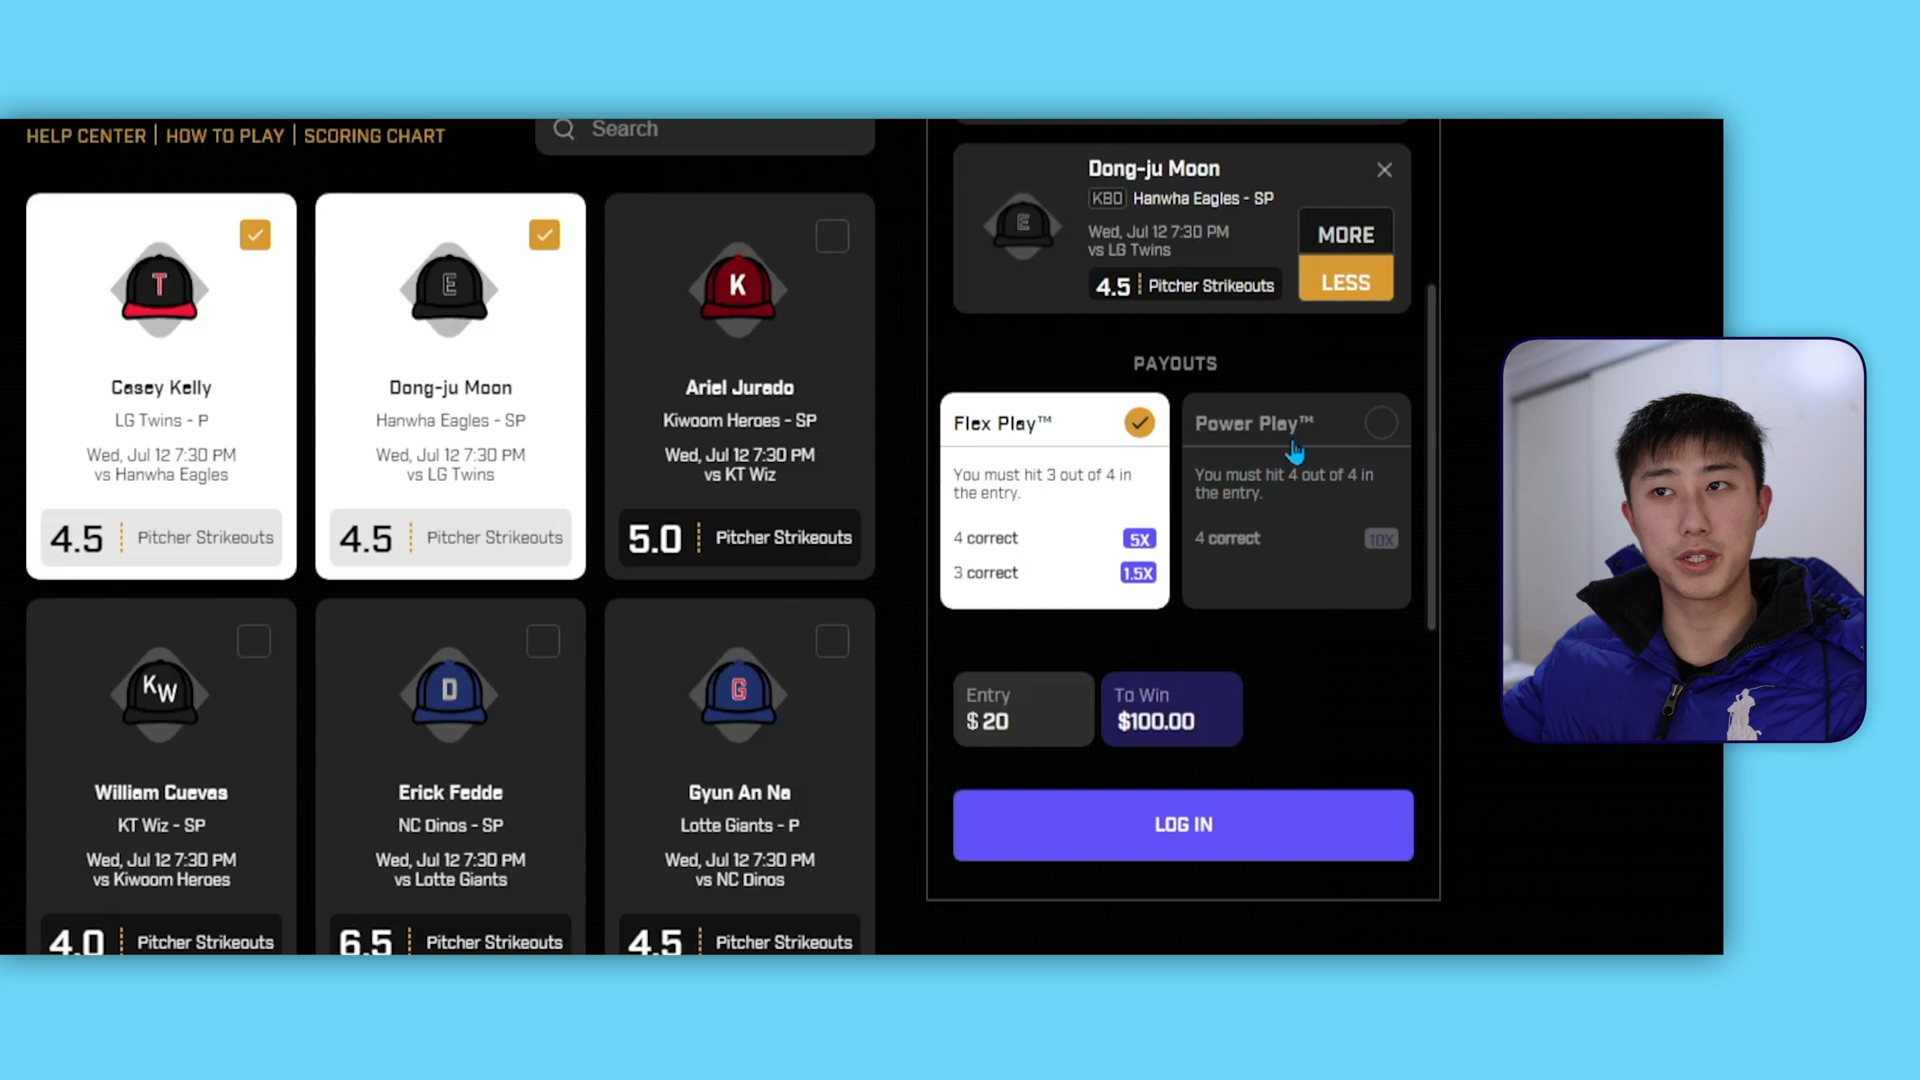 HELP CENTER | HOW TO PLAY | SCORING CHART
Search
T
Casey Kelly
LG Twins - P
Wed, Jul 12 7:30 PM
vs Hanwha Eagles
4.5 Pitcher Strikeouts
E
Dong-ju Moon
Hanwha Eagles - SP
Wed, Jul 12 7:30 PM
vs LG Twins
4.5 Pitcher Strikeouts
K
Ariel Jurado
Kiwoom Heroes - SP
Wed, Jul 12 7:30 PM
vs KT Wiz
5.0 Pitcher Strikeouts
KW
William Cuevas
KT Wiz - SP
Wed, Jul 12 7:30 PM
vs Kiwoom Heroes
4.0 Pitcher Strikeouts
D
Erick Fedde
NC Dinos - SP
Wed, Jul 12 7:30 PM
vs Lotte Giants
6.5 Pitcher Strikeouts
G
Gyun An Na
Lotte Giants - P
Wed, Jul 12 7:30 PM
vs NC Dinos
4.5 Pitcher Strikeouts
E
Dong-ju Moon
KBO Hanwha Eagles - SP
Wed, Jul 12 7:30 PM
vs LG Twins
4.5 Pitcher Strikeouts
MORE
LESS
PAYOUTS
Flex Play™
You must hit 3 out of 4 in
the entry.
4 correct 5X
3 correct 1.5X
Power Play™
You must hit 4 out of 4 in
the entry.
4 correct 10X
Entry
$ 20
To Win
$100.00
LOG IN